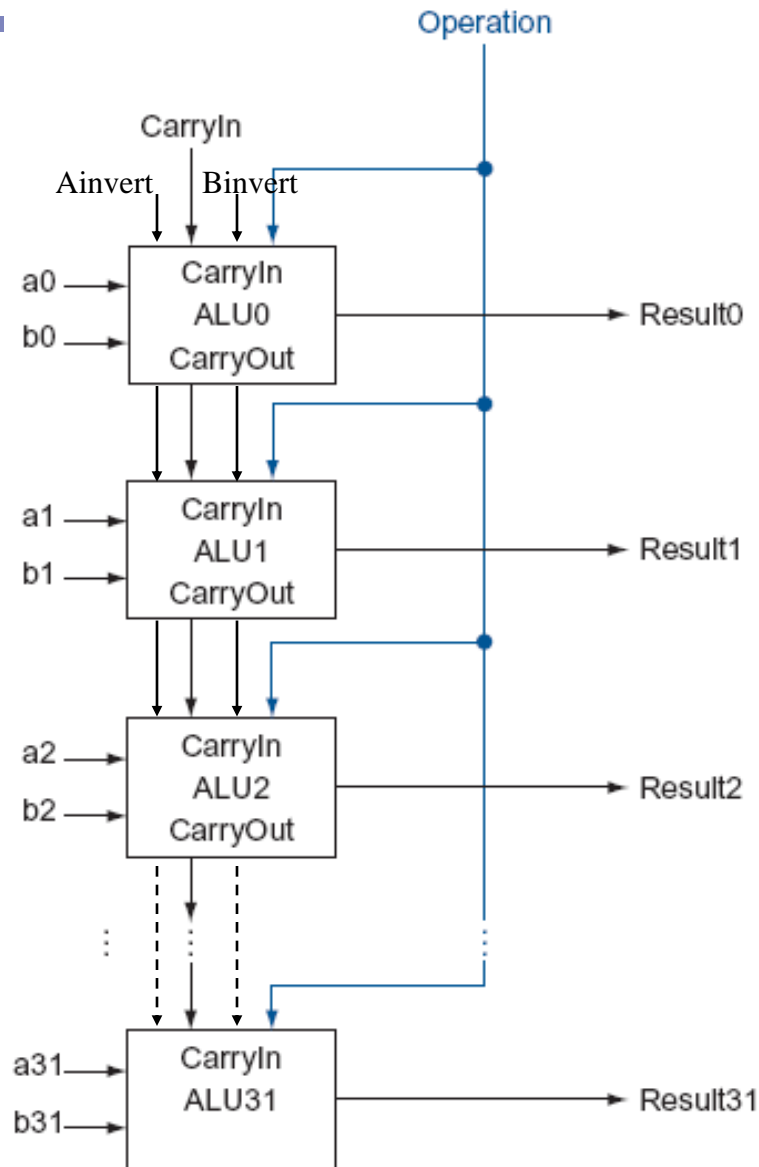 Operation
CarryIn
Ainvert Binvert
a0
b0
CarryIn
ALU0
CarryOut
Result0
a1
b1
CarryIn
ALU1
CarryOut
Result1
a2
b2
CarryIn
ALU2
CarryOut
Result2
a31
b31
CarryIn
ALU31
Result31